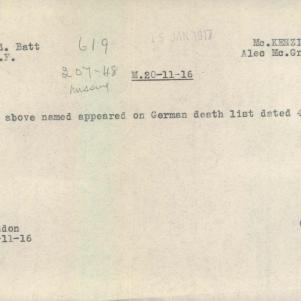 d. Batt
.F.
619
15 JAN 1917
Mc.KENZI
Alec Mc.Gr
207-48
missing
M.20-11-16
above named appeared on German death list dated
don
-11-16